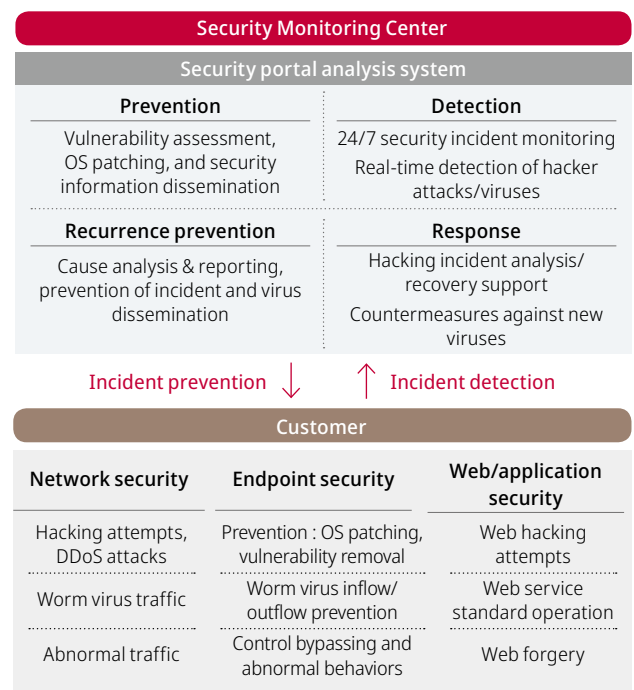 Security Monitoring Center
Security portal analysis system
Prevention
Vulnerability assessment,
OS patching, and security
information dissemination
Detection
24/7 security incident monitoring
Real-time detection of hacker
attacks/viruses
Recurrence prevention
Cause analysis & reporting,
prevention of incident and virus
dissemination
Response
Hacking incident analysis/
recovery support
Countermeasures against new
viruses
Incident prevention
Incident detection
Customer
Network security
Hacking attempts,
DDoS attacks
Worm virus traffic
Abnormal traffic
Endpoint security
Prevention : OS patching,
vulnerability removal
Worm virus inflow/
outflow prevention
Control bypassing and
abnormal behaviors
Web/application
security
Web hacking
attempts
Web service
standard operation
Web forgery